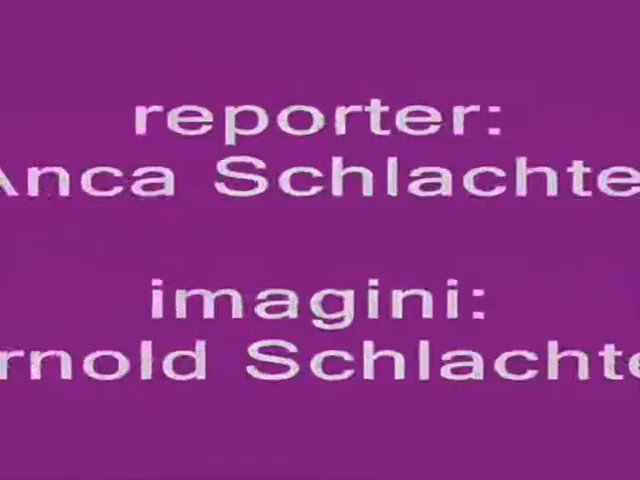 reporter:
Anca Schlachte
imagini:
rnold Schlachte